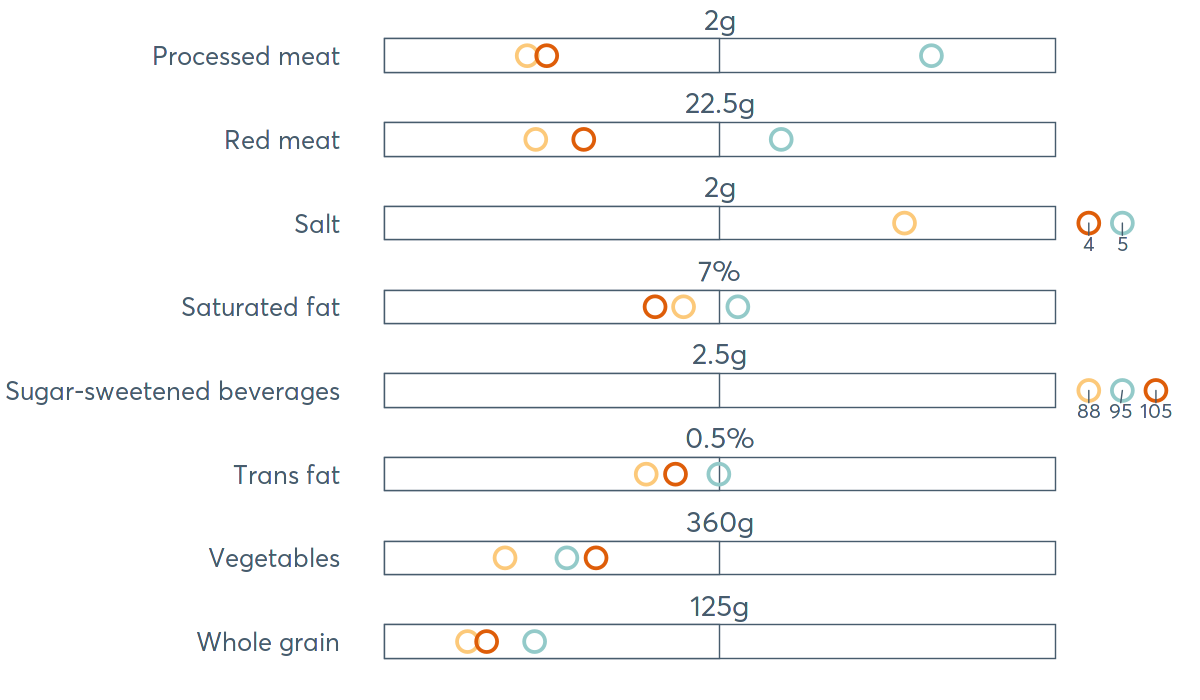 2g
Processed meat
22.5g
Red meat
2g
Salt
4 5
7%
Saturated fat
2.5g
Sugar-sweetened beverages
88 95 105
0.5%
Trans fat
360g
Vegetables
125g
Whole grain